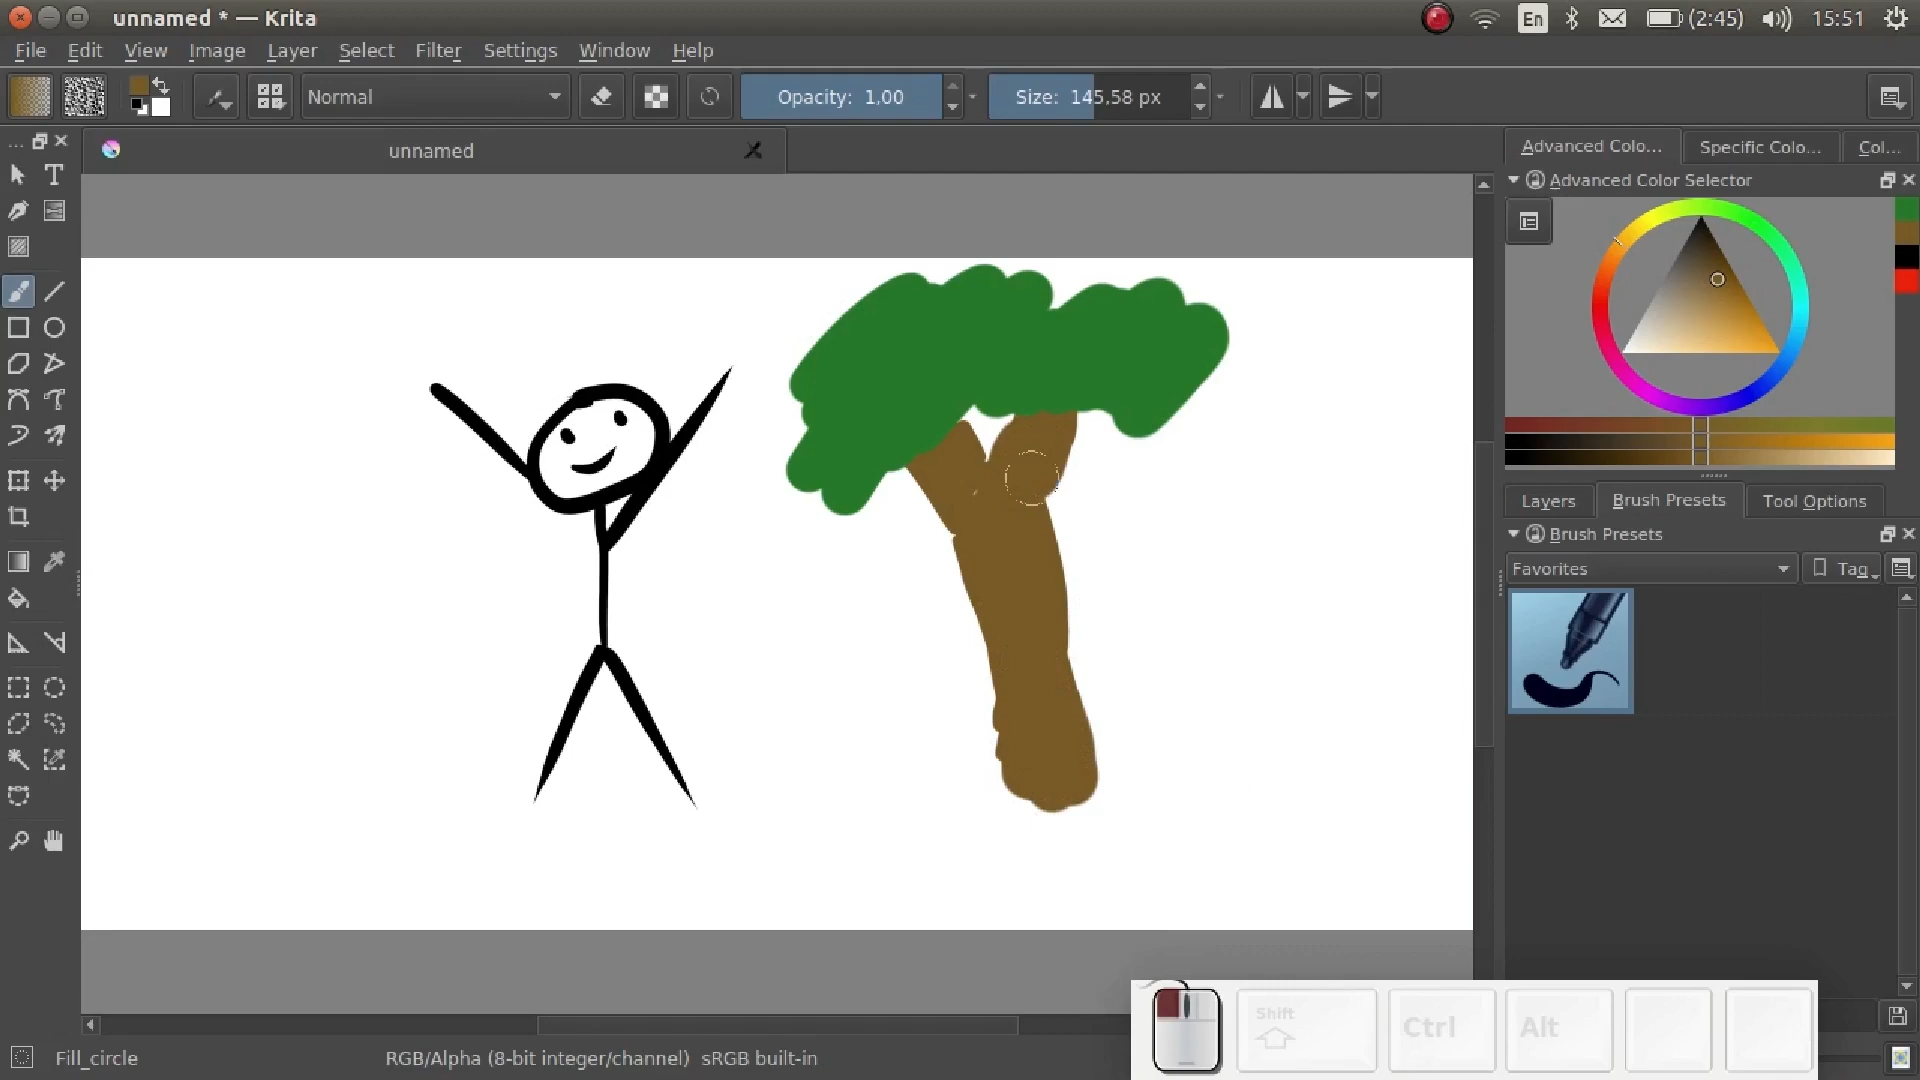 unnamed * — Krita
En
(2:45)
15:51
File Edit View Image Layer Select Filter Settings Window Help
Normal
Opacity: 1,00
Size: 145,58 px
unnamed
Advanced Colo... Specific Colo... Col...
Advanced Color Selector
T
Layers Brush Presets Tool Options
Brush Presets
Favorites
Tag
Shift
Ctrl
Alt
Fill_circle
RGB/Alpha (8-bit integer/channel) sRGB built-in